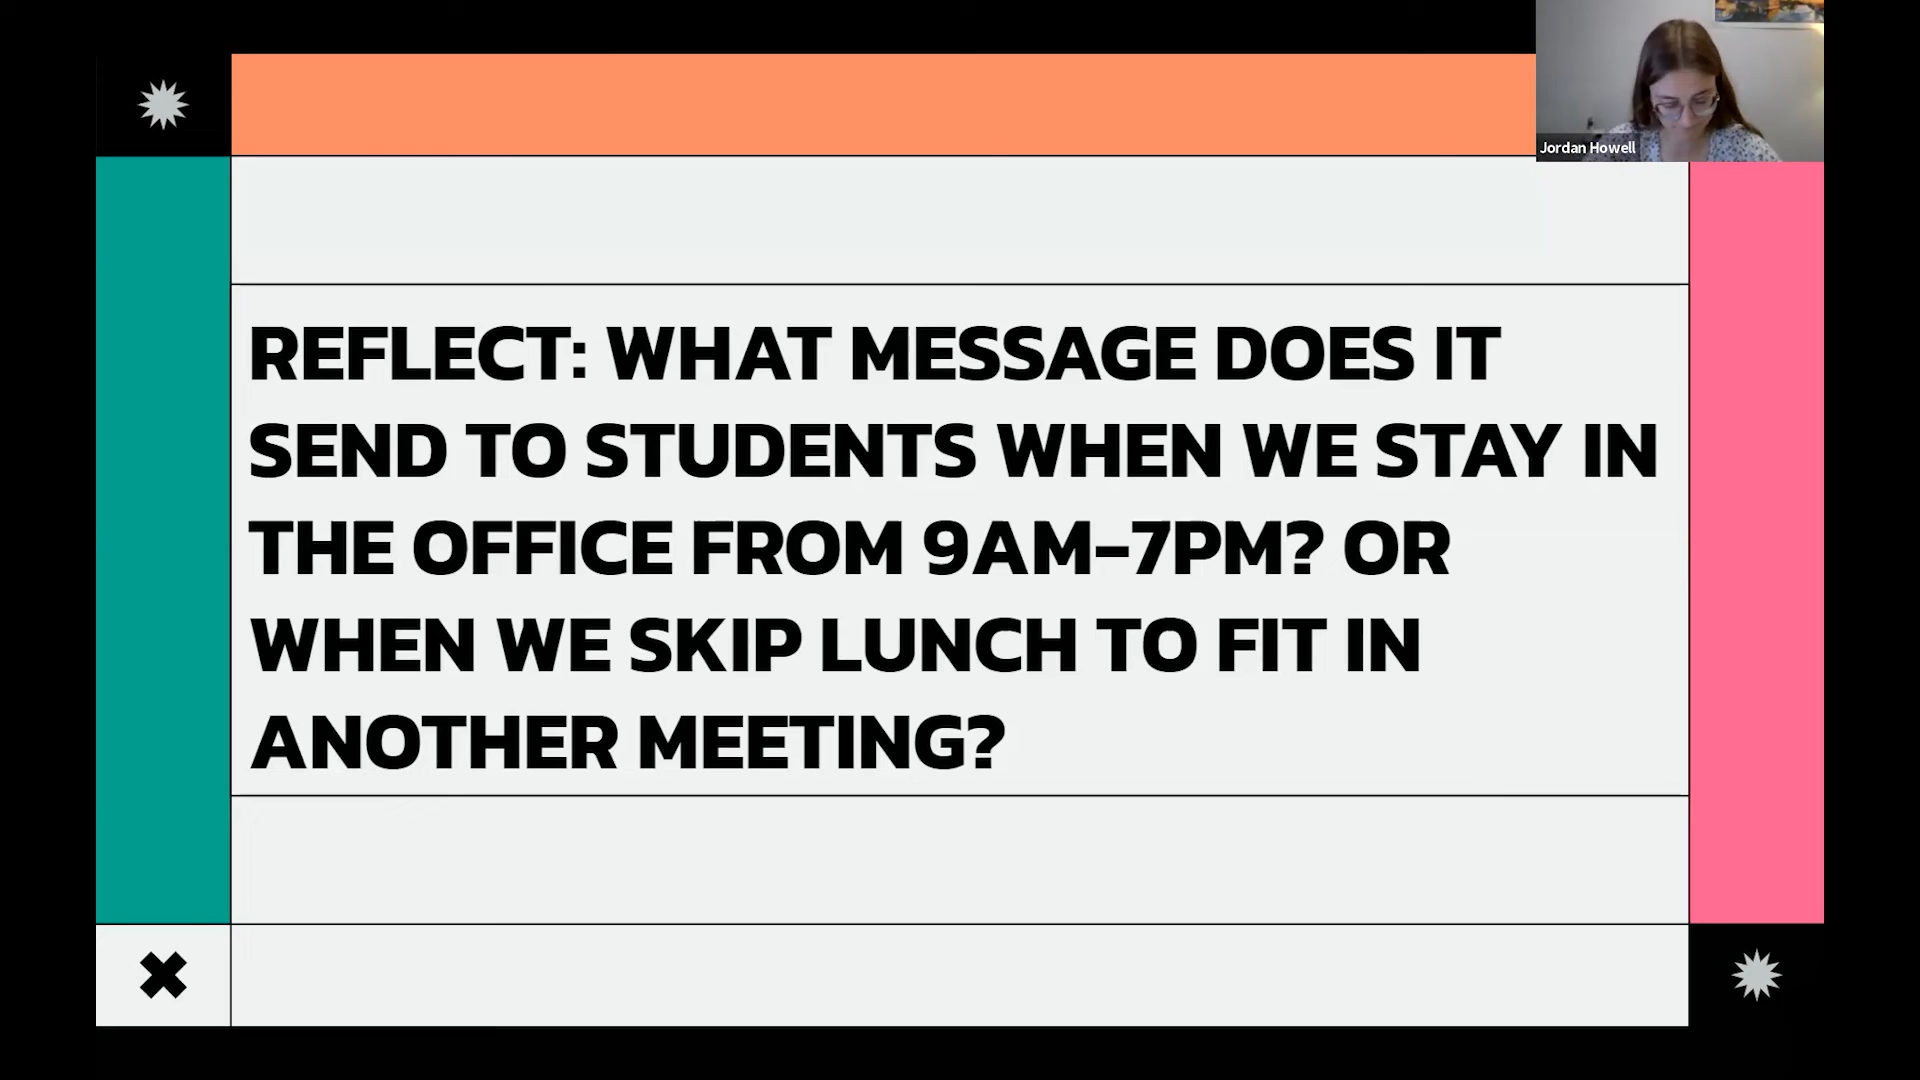 Jordan Howell
REFLECT: WHAT MESSAGE DOES IT
SEND TO STUDENTS WHEN WE STAY IN
THE OFFICE FROM 9AM–7PM? OR
WHEN WE SKIP LUNCH TO FIT IN
ANOTHER MEETING?